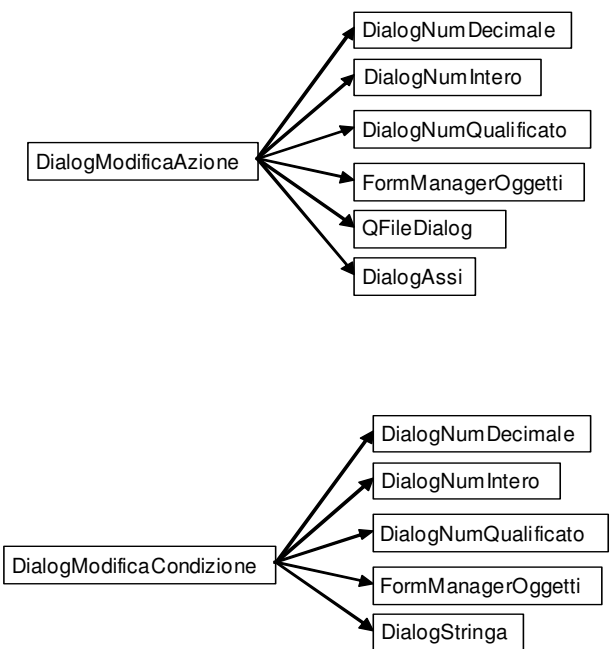 DialogNumDecimale
DialogNumIntero
DialogNumQualificato
DialogModificaAzione
FormManagerOggetti
QFileDialog
DialogAssi
DialogNumDecimale
DialogNumIntero
DialogNumQualificato
DialogModificaCondizione
FormManagerOggetti
DialogStringa